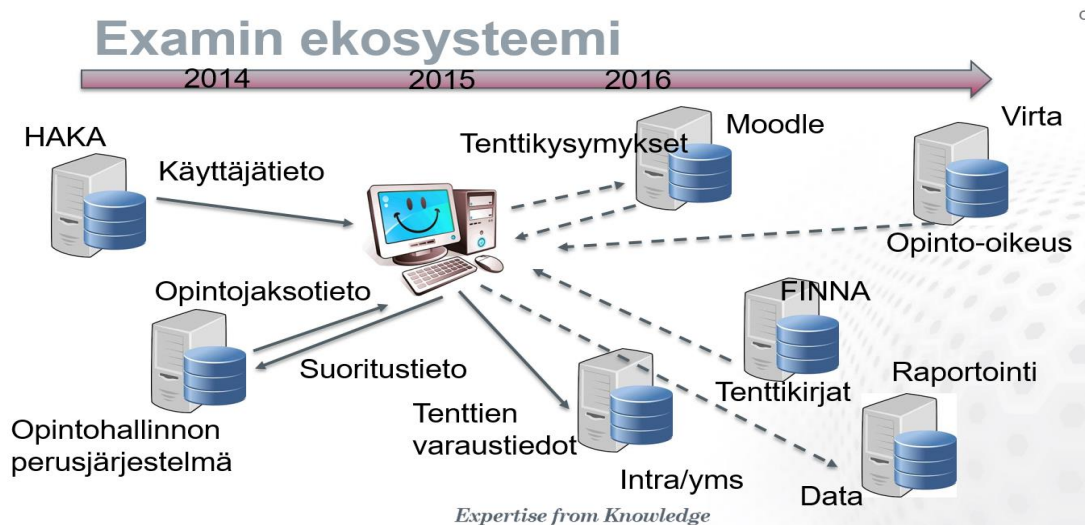 Examin ekosysteemi
2014 2015 2016
HAKA
Käyttäjätieto
Tenttikysymykset
Moodle
Virta
Opinto-oikeus
Opintojaksotieto
FINNA
Suoritustieto
Tenttikirjat
Raportointi
Opintohallinnon
perusjärjestelmä
Tenttien
varaustiedot
Intra/yms
Data
Expertise from Knowledge